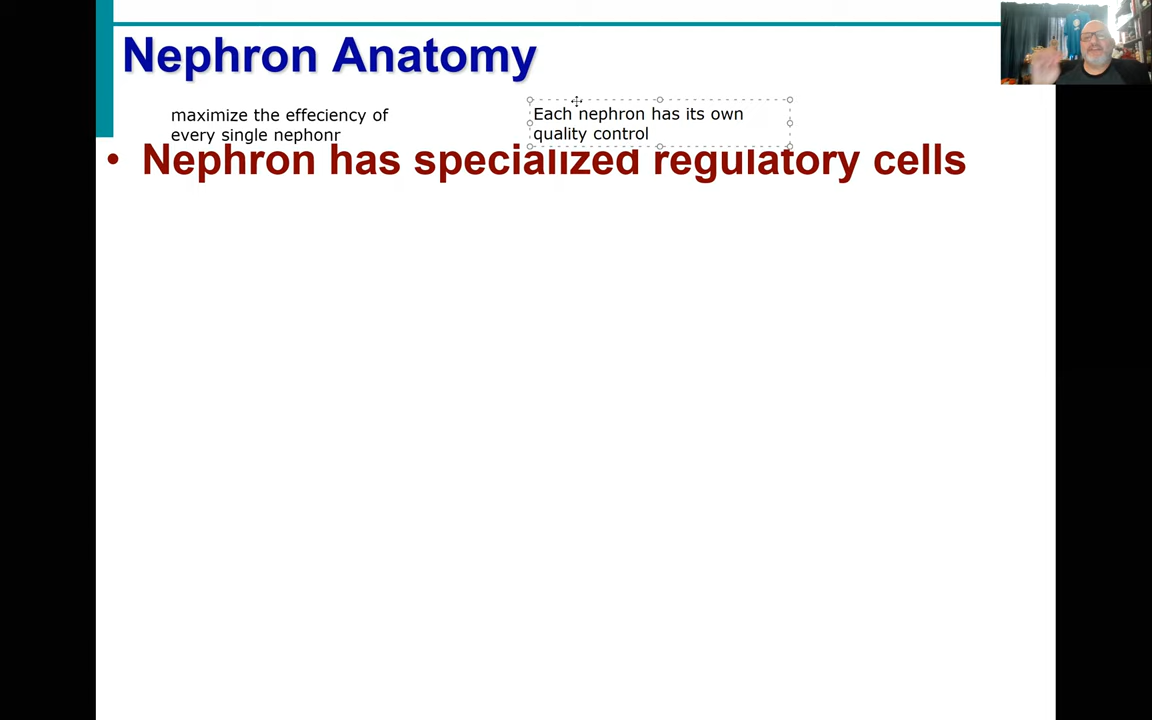 Nephron Anatomy
maximize the effeciency of
every single nephonr
Each nephron has its own
quality control
• Nephron has specialized regulatory cells